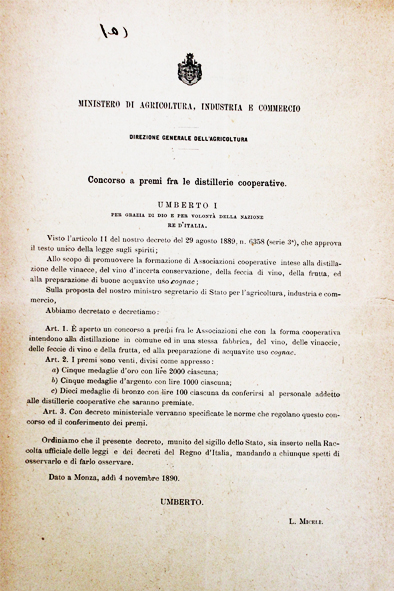 (a)
MINISTERO DI AGRICOLTURA, INDUSTRIA E COMMERCIO
DIREZIONE GENERALE DELL'AGRICOLTURA
Concorso a premi fra le distillerie cooperative.
UMBERTO I
PER GRAZIA DI DIO E PER VOLONTÀ DELLA NAZIONE
RE D'ITALIA.
Visto l'articolo 11 del nostro decreto del 29 agosto 1889, n. 6358 (serie 3ª), che approva
il testo unico della legge sugli spiriti;
Allo scopo di promuovere la formazione di Associazioni cooperative intese alla distilla-
zione delle vinacce, del vino d'incerta conservazione, della feccia di vino, della frutta, ed
alla preparazione di buone acquavite uso cognac;
Sulla proposta del nostro ministro segretario di Stato per l'agricoltura, industria e com-
mercio,
Abbiamo decretato e decretiamo:
Art. 1. È aperto un concorso a premi fra le Associazioni che con la forma cooperativa
intendono alla distillazione in comune ed in una stessa fabbrica, del vino, delle vinaccie,
delle feccie di vino e della frutta, ed alla preparazione di acquavite uso cognac.
Art. 2. I premi sono venti, divisi come appresso:
a) Cinque medaglie d'oro con lire 2000 ciascuna;
b) Cinque medaglie d'argento con lire 1000 ciascuna;
c) Dieci medaglie di bronzo con lire 100 ciascuna da conferirsi al personale addetto
alle distillerie cooperative che saranno premiate.
Art. 3. Con decreto ministeriale verranno specificate le norme che regolano questo con-
corso ed il conferimento dei premi.
Ordiniamo che il presente decreto, munito del sigillo dello Stato, sia inserto nella Rac-
colta ufficiale delle leggi e dei decreti del Regno d'Italia, mandando a chiunque spetti di
osservarlo e di farlo osservare.
Dato a Monza, addì 4 novembre 1890.
UMBERTO.
L. MICELI.